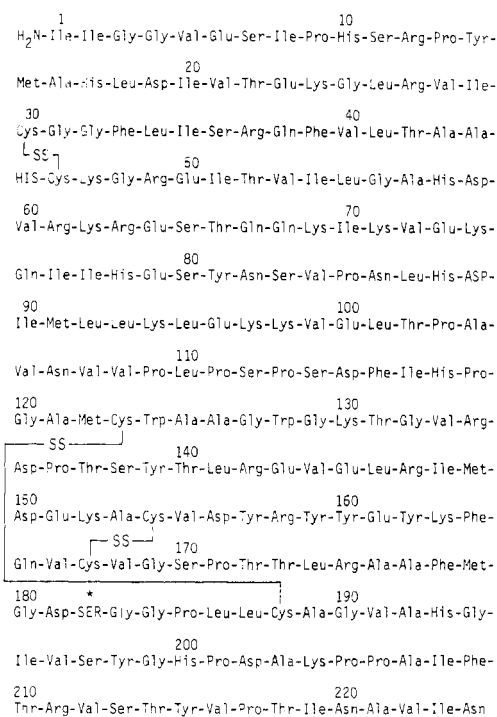 1 10
H2N-Ile-Ile-Gly-Gly-Val-Glu-Ser-Ile-Pro-His-Ser-Arg-Pro-Tyr-
20
Met-Ala-His-Leu-Asp-Ile-Val-Thr-Glu-Lys-Gly-Leu-Arg-Val-Ile-
30 40
Cys-Gly-Gly-Phe-Leu-Ile-Ser-Arg-Gln-Phe-Val-Leu-Thr-Ala-Ala-
SS
50
HIS-Cys-Lys-Gly-Arg-Glu-Ile-Thr-Val-Ile-Leu-Gly-Ala-His-Asp-
60 70
Val-Arg-Lys-Arg-Glu-Ser-Thr-Gln-Gln-Lys-Ile-Lys-Val-Glu-Lys-
80
Gln-Ile-Ile-His-Glu-Ser-Tyr-Asn-Ser-Val-Pro-Asn-Leu-His-ASP-
90 100
Ile-Met-Leu-Leu-Lys-Leu-Glu-Lys-Lys-Val-Glu-Leu-Thr-Pro-Ala-
110
Val-Asn-Val-Val-Pro-Leu-Pro-Ser-Pro-Ser-Asp-Phe-Ile-His-Pro-
120 130
Gly-Ala-Met-Cys-Trp-Ala-Ala-Gly-Trp-Gly-Lys-Thr-Gly-Val-Arg-
SS
140
Asp-Pro-Thr-Ser-Tyr-Thr-Leu-Arg-Glu-Val-Glu-Leu-Arg-Ile-Met-
150 160
Asp-Glu-Lys-Ala-Cys-Val-Asp-Tyr-Arg-Tyr-Tyr-Glu-Tyr-Lys-Phe-
SS
170
Gln-Val-Cys-Val-Gly-Ser-Pro-Thr-Thr-Leu-Arg-Ala-Ala-Phe-Met-
180 * 190
Gly-Asp-SER-Gly-Gly-Pro-Leu-Leu-Cys-Ala-Gly-Val-Ala-His-Gly-
200
Ile-Val-Ser-Tyr-Gly-His-Pro-Asp-Ala-Lys-Pro-Pro-Ala-Ile-Phe-
210 220
Thr-Arg-Val-Ser-Thr-Tyr-Val-Pro-Thr-Ile-Asn-Ala-Val-Ile-Asn